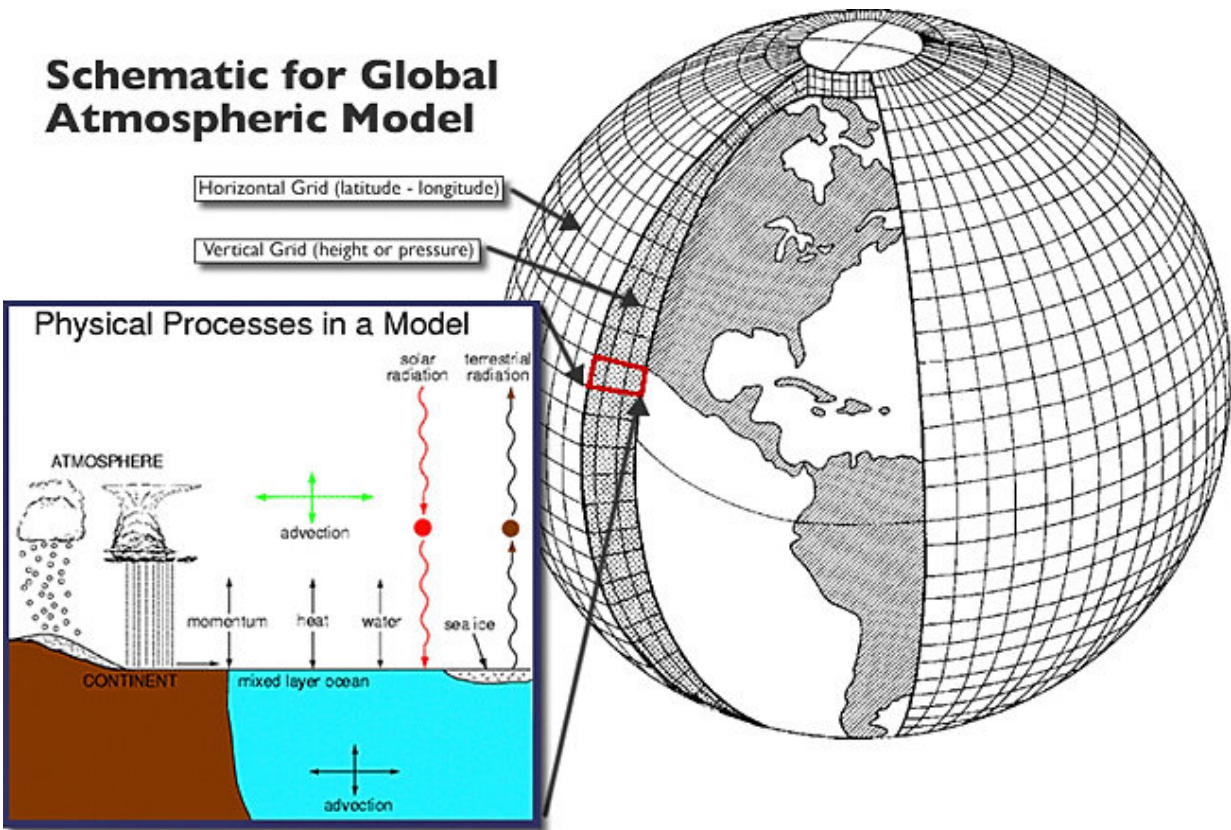 Schematic for Global
Atmospheric Model
Horizontal Grid (latitude - longitude)
Vertical Grid (height or pressure)
Physical Processes in a Model
solar
radiation
terrestrial
radiation
ATMOSPHERE
advection
momentum
heat
water
sea ice
CONTINENT
mixed layer ocean
advection